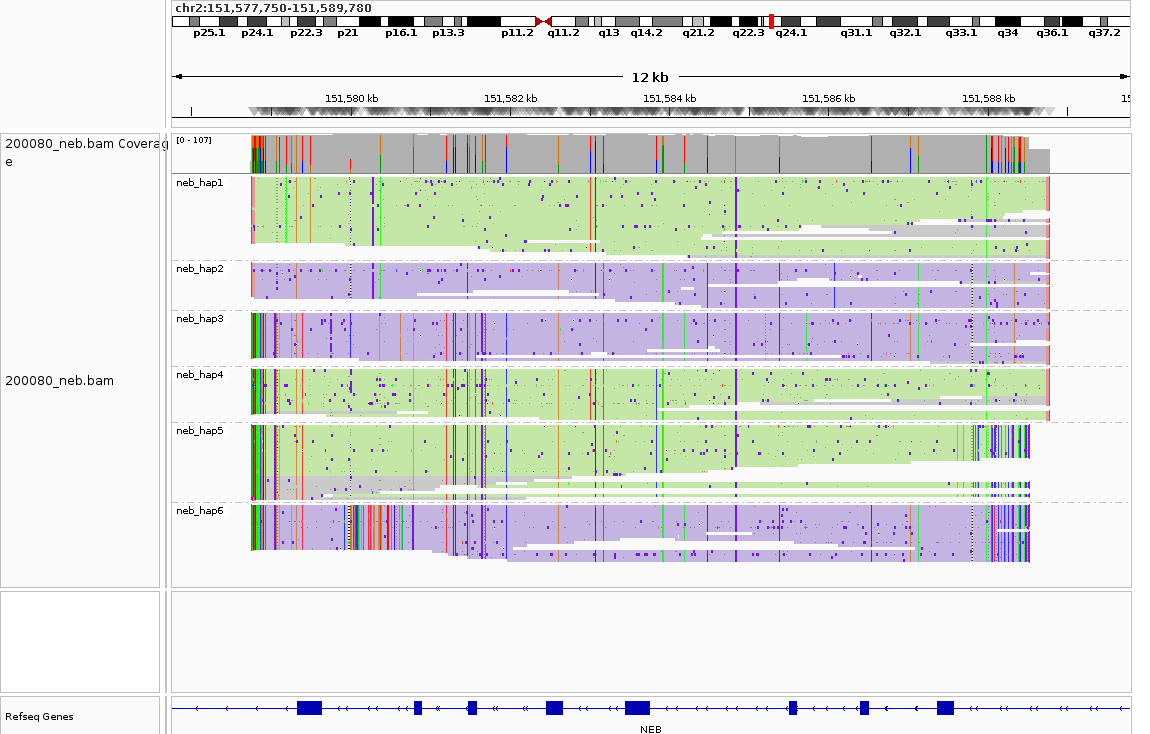 chr2:151,577,750-151,589,780
p25.1 p24.1 p22.3 p21 p16.1 p13.3 p11.2 q11.2 q13 q14.2 q21.2 q22.3 q24.1 q31.1 q32.1 q33.1 q34 q36.1 q37.2
12 kb
151,580 kb 151,582 kb 151,584 kb 151,586 kb 151,588 kb 15
200080_neb.bam Coverag
e
[0 - 107]
neb_hap1
neb_hap2
neb_hap3
neb_hap4
200080_neb.bam
neb_hap5
neb_hap6
Refseq Genes
NEB